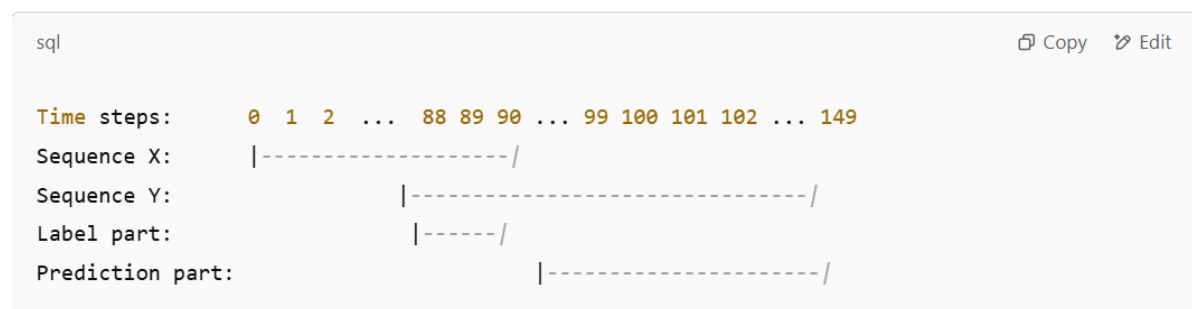 sql Copy Edit
Time steps:      0  1  2  ...  88 89 90 ... 99 100 101 102 ... 149
Sequence X:      |--------------------/
Sequence Y:                  |--------------------------------/
Label part:                   |------/
Prediction part:                        |----------------------/